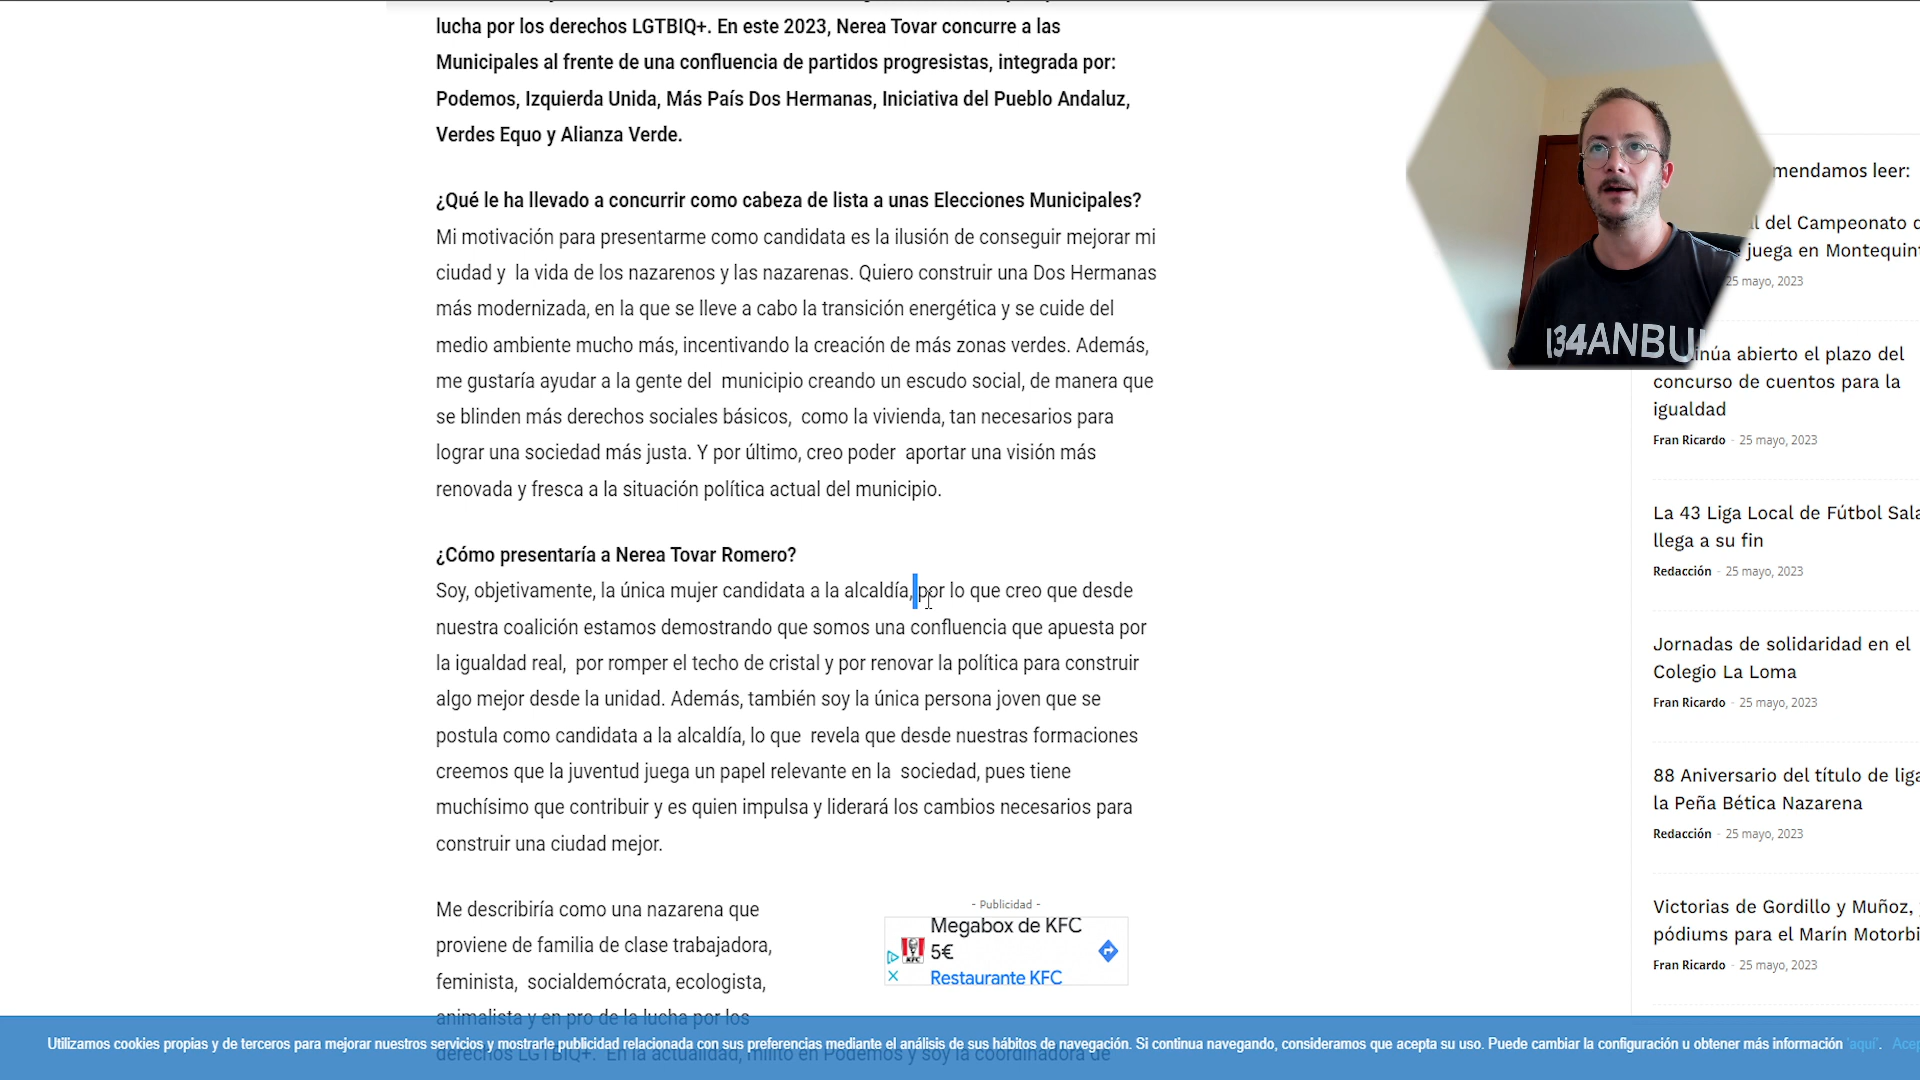 lucha por los derechos LGTBIQ+. En este 2023, Nerea Tovar concurre a las
Municipales al frente de una confluencia de partidos progresistas, integrada por:
Podemos, Izquierda Unida, Más País Dos Hermanas, Iniciativa del Pueblo Andaluz,
Verdes Equo y Alianza Verde.
¿Qué le ha llevado a concurrir como cabeza de lista a unas Elecciones Municipales?
Mi motivación para presentarme como candidata es la ilusión de conseguir mejorar mi
ciudad y la vida de los nazarenos y las nazarenas. Quiero construir una Dos Hermanas
más modernizada, en la que se lleve a cabo la transición energética y se cuide del
medio ambiente mucho más, incentivando la creación de más zonas verdes. Además,
me gustaría ayudar a la gente del municipio creando un escudo social, de manera que
se blinden más derechos sociales básicos, como la vivienda, tan necesarios para
lograr una sociedad más justa. Y por último, creo poder aportar una visión más
renovada y fresca a la situación política actual del municipio.
¿Cómo presentaría a Nerea Tovar Romero?
Soy, objetivamente, la única mujer candidata a la alcaldía, por lo que creo que desde
nuestra coalición estamos demostrando que somos una confluencia que apuesta por
la igualdad real, por romper el techo de cristal y por renovar la política para construir
algo mejor desde la unidad. Además, también soy la única persona joven que se
postula como candidata a la alcaldía, lo que revela que desde nuestras formaciones
creemos que la juventud juega un papel relevante en la sociedad, pues tiene
muchísimo que contribuir y es quien impulsa y liderará los cambios necesarios para
construir una ciudad mejor.
Me describiría como una nazarena que
proviene de familia de clase trabajadora,
feminista, socialdemócrata, ecologista,
animalista y en pro de la lucha por los
derechos LGTBIQ+. En la actualidad, milito en Podemos y soy la coordinadora de
- Publicidad -
Megabox de KFC
5€
Restaurante KFC
KFC
I34ANBU
mendamos leer:
l del Campeonato d
juega en Montequint
25 mayo, 2023
inúa abierto el plazo del
concurso de cuentos para la
igualdad
Fran Ricardo - 25 mayo, 2023
La 43 Liga Local de Fútbol Sala
llega a su fin
Redacción - 25 mayo, 2023
Jornadas de solidaridad en el
Colegio La Loma
Fran Ricardo - 25 mayo, 2023
88 Aniversario del título de liga
la Peña Bética Nazarena
Redacción - 25 mayo, 2023
Victorias de Gordillo y Muñoz, y
pódiums para el Marín Motorbi
Fran Ricardo - 25 mayo, 2023
Utilizamos cookies propias y de terceros para mejorar nuestros servicios y mostrarle publicidad relacionada con sus preferencias mediante el análisis de sus hábitos de navegación. Si continua navegando, consideramos que acepta su uso. Puede cambiar la configuración u obtener más información 'aquí'. Acep